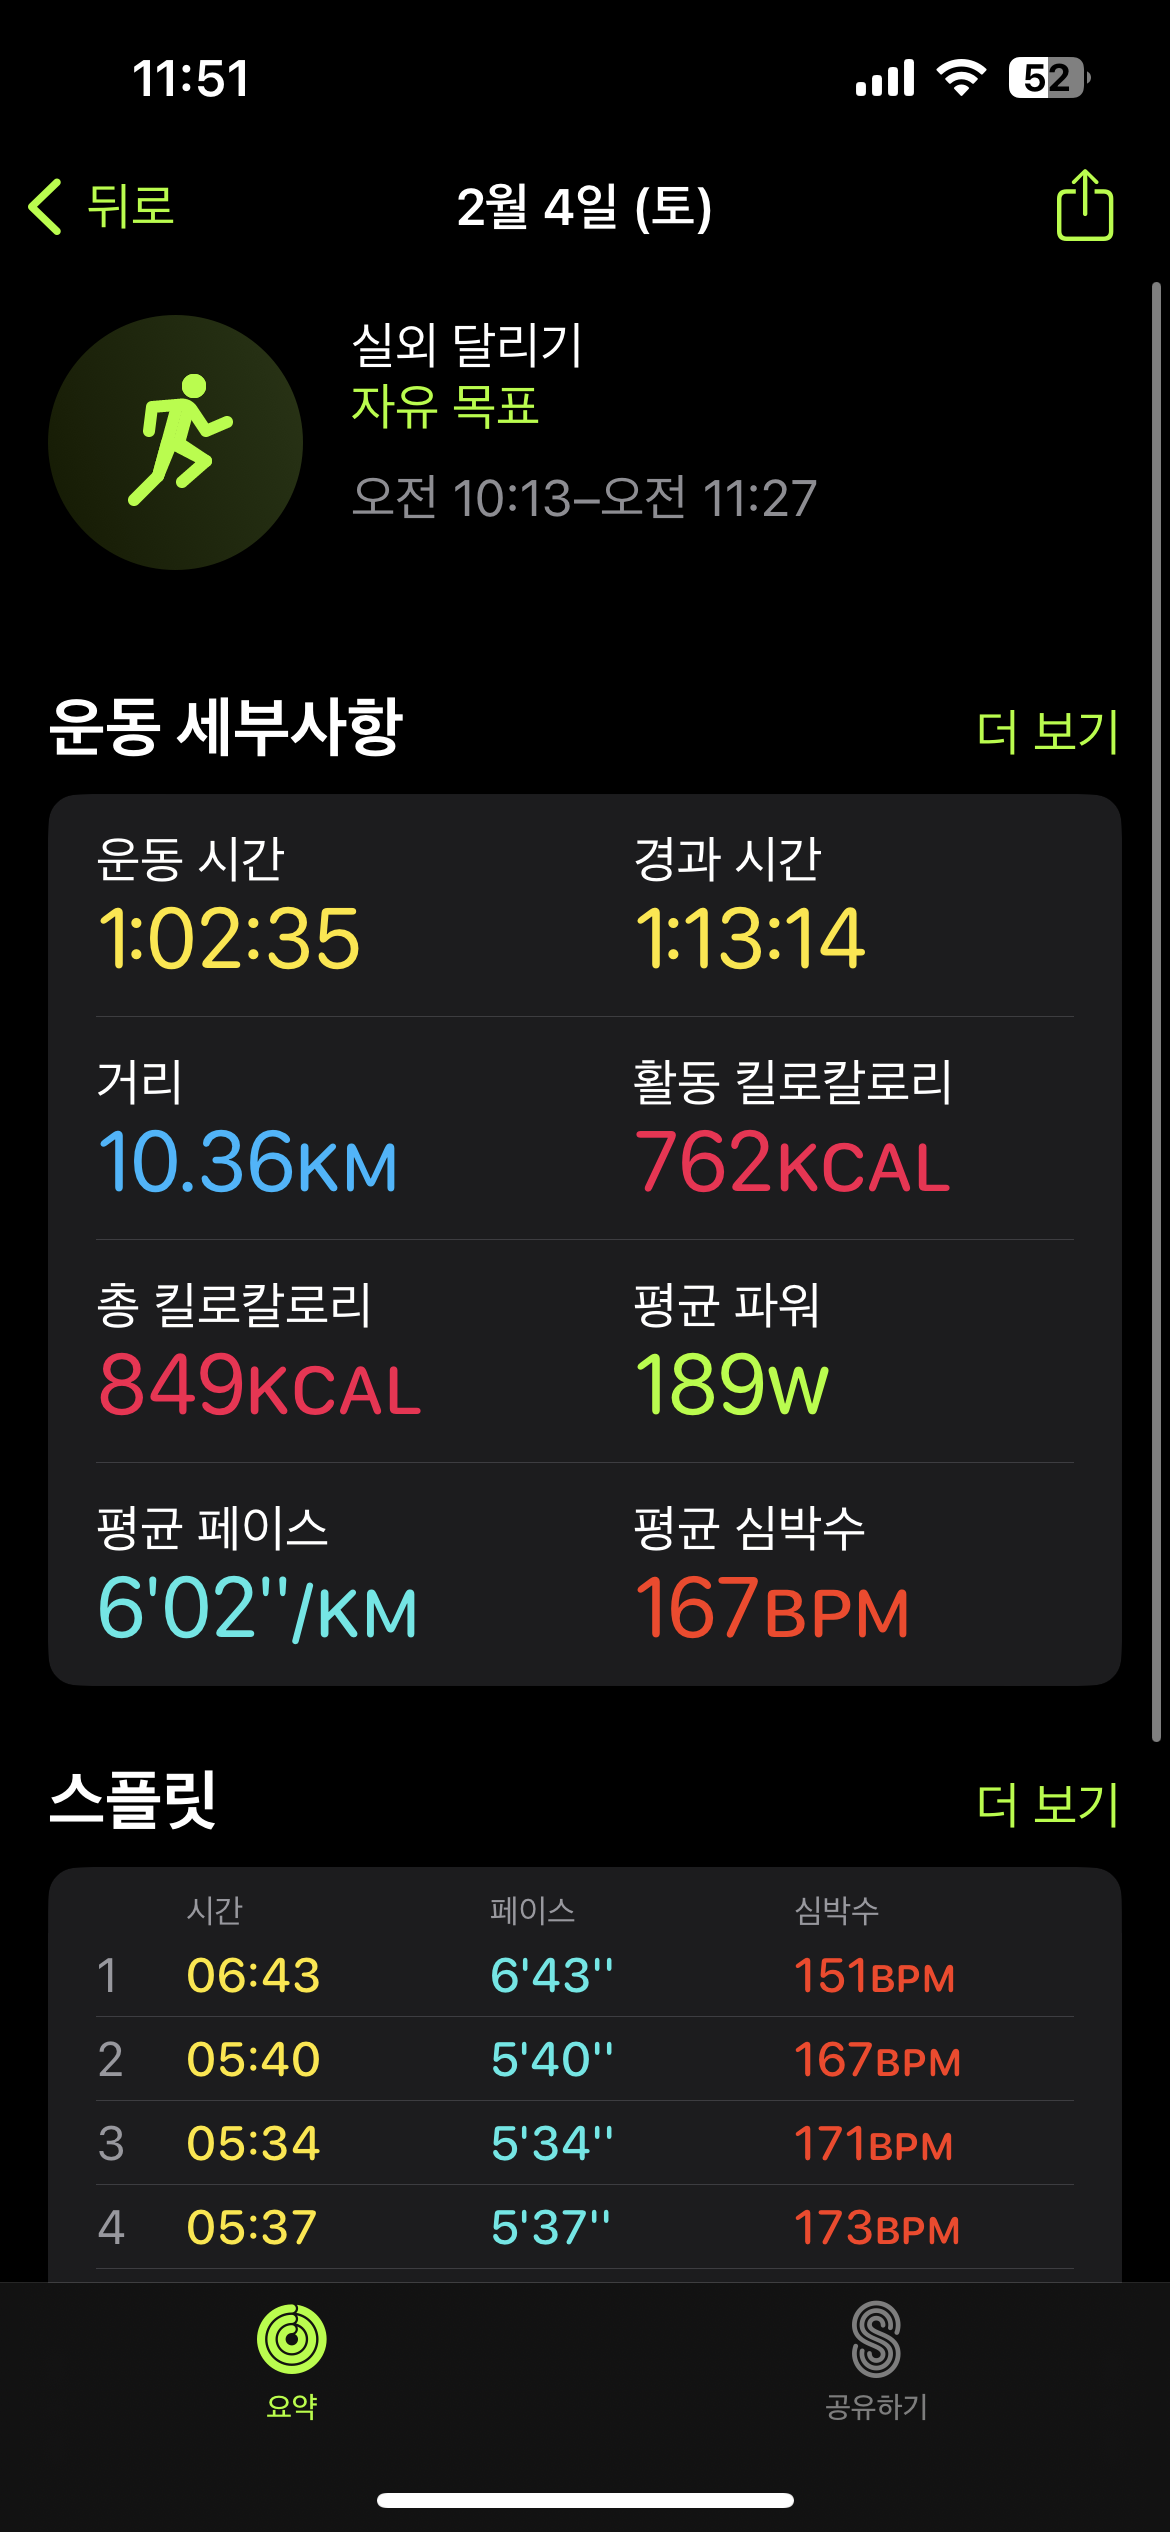 11:51
52
뒤로
2월 4일 (토)
실외 달리기
자유 목표
오전 10:13–오전 11:27
운동 세부사항
더 보기
운동 시간
경과 시간
1:02:35
1:13:14
거리
활동 킬로칼로리
10.36KM
762KCAL
총 킬로칼로리
평균 파워
849KCAL
189W
평균 페이스
평균 심박수
6'02''/KM
167BPM
스플릿
더 보기
시간 페이스 심박수
1 06:43 6'43'' 151BPM
2 05:40 5'40'' 167BPM
3 05:34 5'34'' 171BPM
4 05:37 5'37'' 173BPM
요약
공유하기